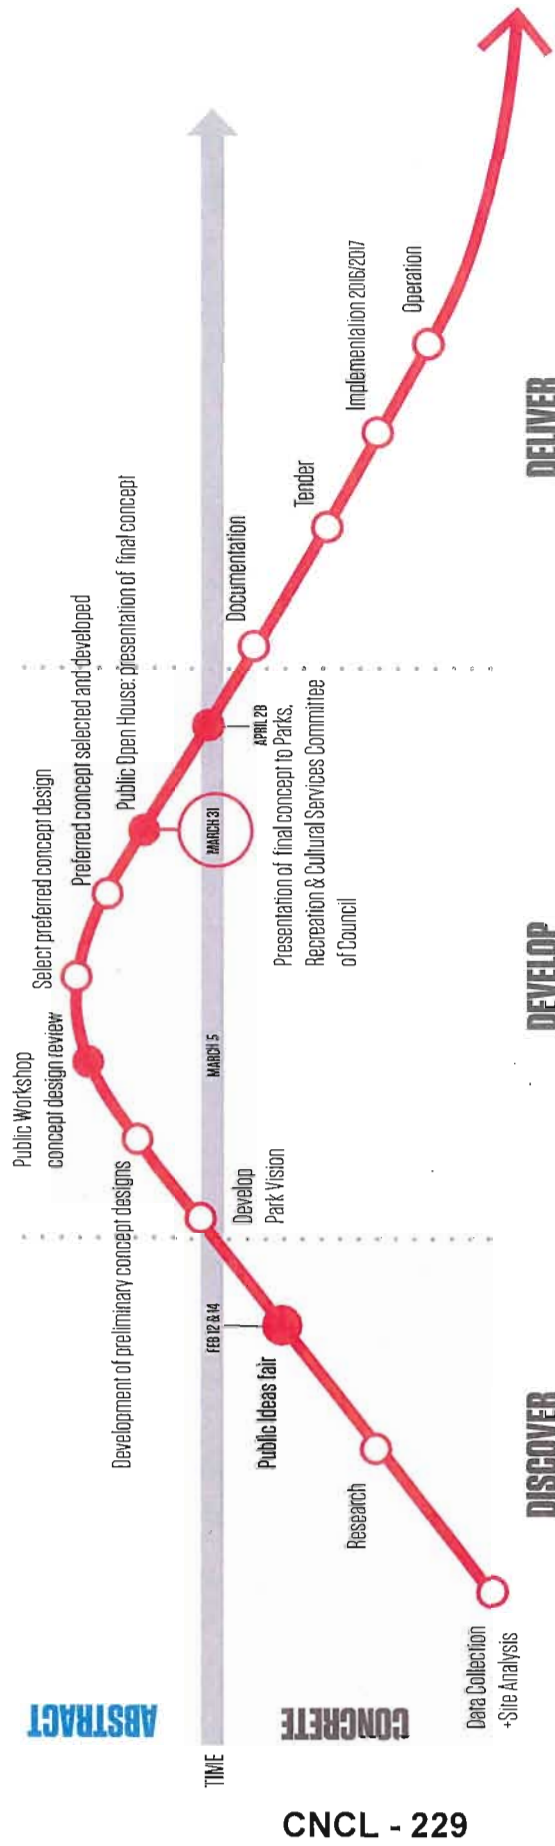 ABSTRACT
TIME
CONCRETE
Data Collection
+Site Analysis
Research
Public Ideas fair
FEB 12 & 14
Develop
Park Vision
Development of preliminary concept designs
Public Workshop
concept design review
MARCH 5
Select preferred concept design
Preferred concept selected and developed
Public Open House: presentation of final concept
MARCH 31
APRIL 28
Presentation of final concept to Parks,
Recreation & Cultural Services Committee
of Council
Documentation
Tender
Implementation 2016/2017
Operation
DISCOVER
DEVELOP
DELIVER
CNCL - 229